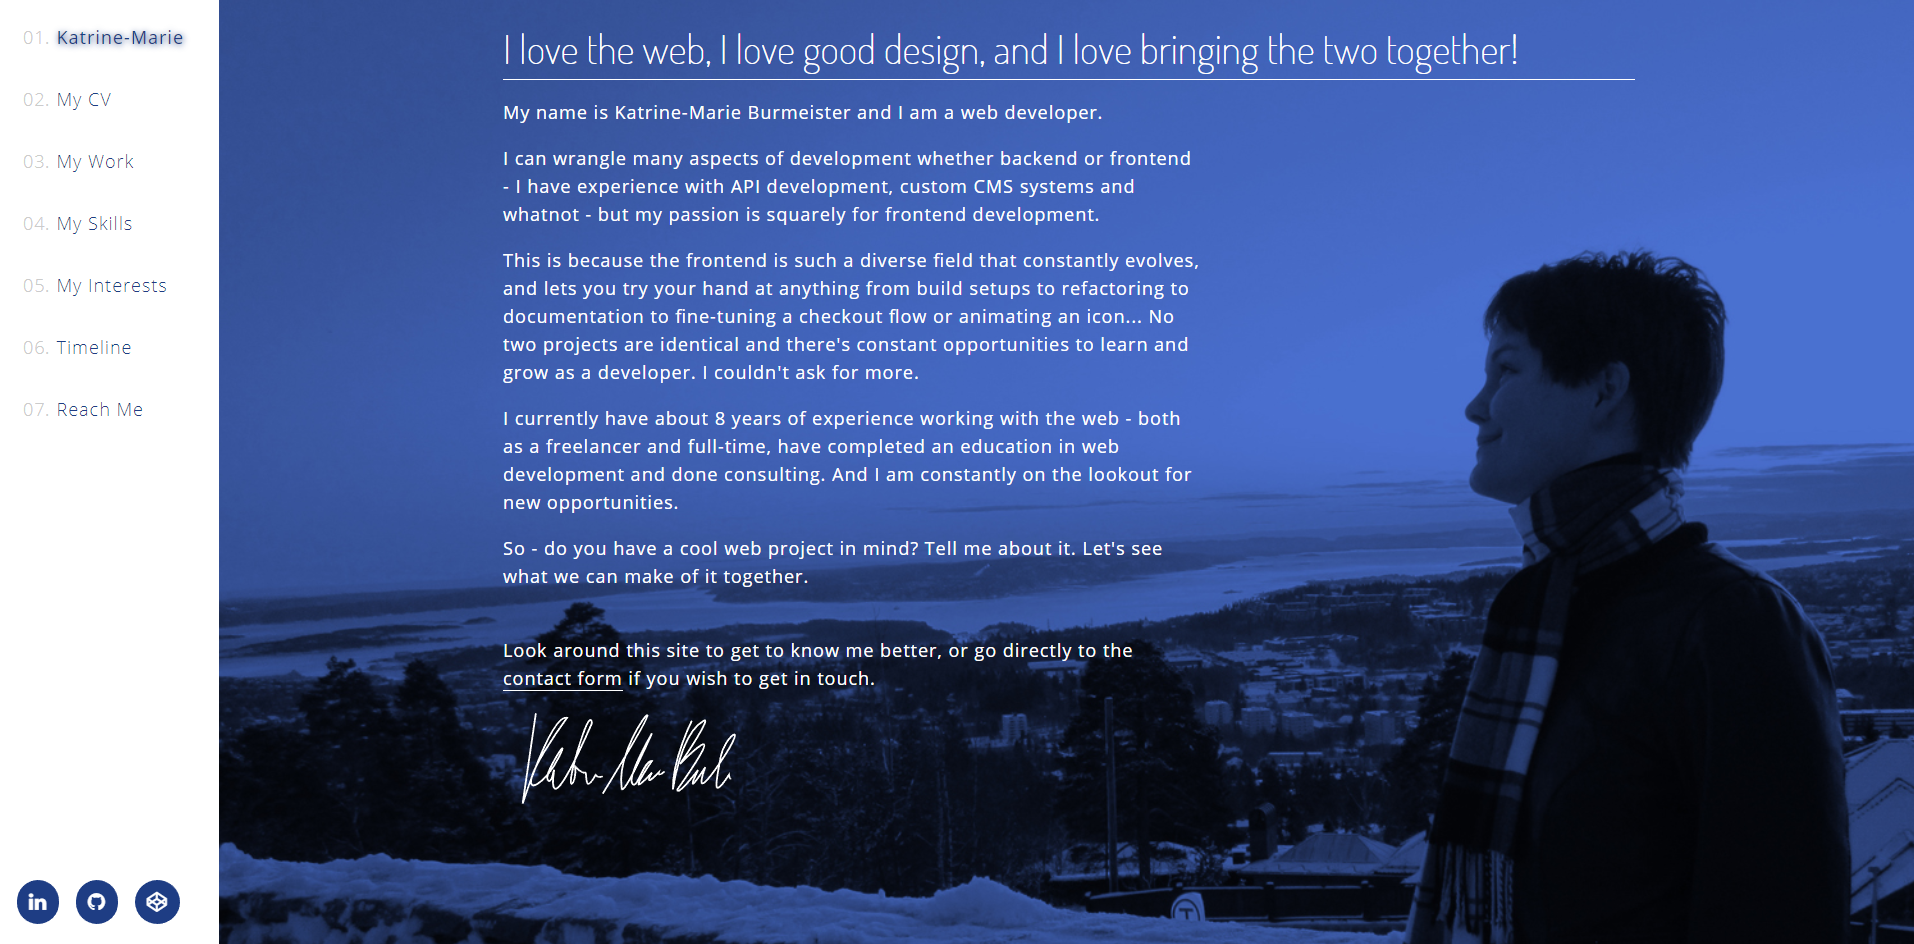 01. Katrine-Marie
02. My CV
03. My Work
04. My Skills
05. My Interests
06. Timeline
07. Reach Me
in
I love the web, I love good design, and I love bringing the two together!
My name is Katrine-Marie Burmeister and I am a web developer.
I can wrangle many aspects of development whether backend or frontend
- I have experience with API development, custom CMS systems and
whatnot - but my passion is squarely for frontend development.
This is because the frontend is such a diverse field that constantly evolves,
and lets you try your hand at anything from build setups to refactoring to
documentation to fine-tuning a checkout flow or animating an icon... No
two projects are identical and there's constant opportunities to learn and
grow as a developer. I couldn't ask for more.
I currently have about 8 years of experience working with the web - both
as a freelancer and full-time, have completed an education in web
development and done consulting. And I am constantly on the lookout for
new opportunities.
So - do you have a cool web project in mind? Tell me about it. Let's see
what we can make of it together.
Look around this site to get to know me better, or go directly to the
contact form if you wish to get in touch.
T